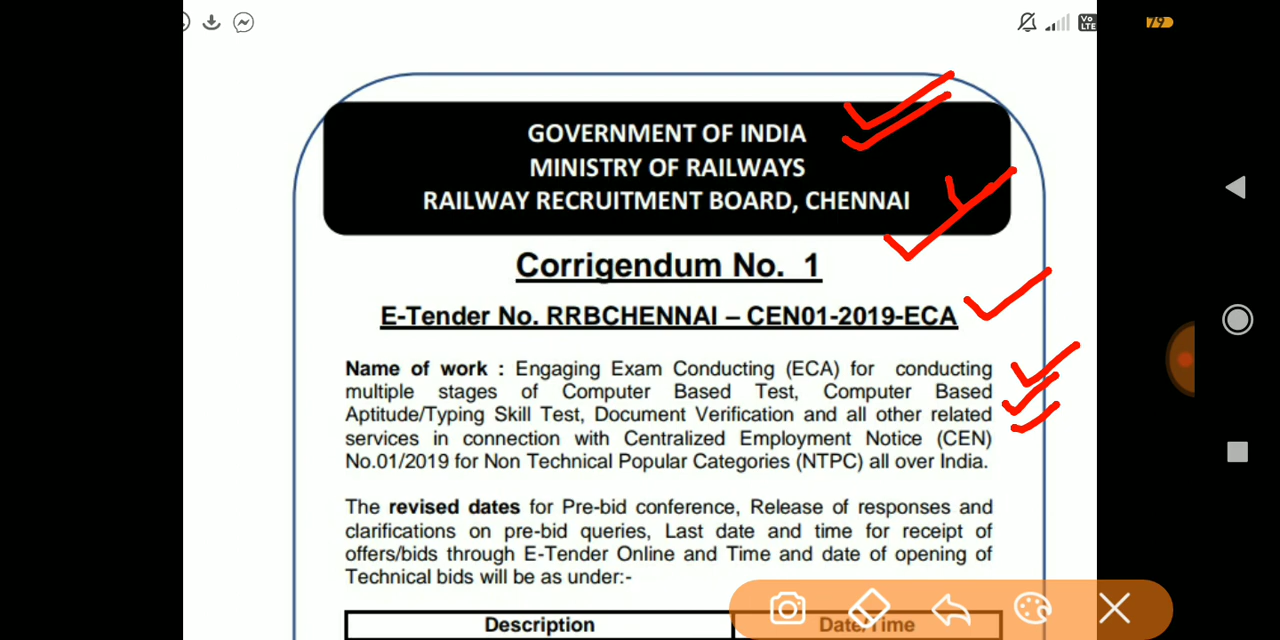 Vo
LTE
79
GOVERNMENT OF INDIA
MINISTRY OF RAILWAYS
RAILWAY RECRUITMENT BOARD, CHENNAI
Corrigendum No. 1
E-Tender No. RRBCHENNAI – CEN01-2019-ECA
Name of work : Engaging Exam Conducting (ECA) for conducting
multiple stages of Computer Based Test, Computer Based
Aptitude/Typing Skill Test, Document Verification and all other related
services in connection with Centralized Employment Notice (CEN)
No.01/2019 for Non Technical Popular Categories (NTPC) all over India.
The revised dates for Pre-bid conference, Release of responses and
clarifications on pre-bid queries, Last date and time for receipt of
offers/bids through E-Tender Online and Time and date of opening of
Technical bids will be as under:-
Description Date/Time